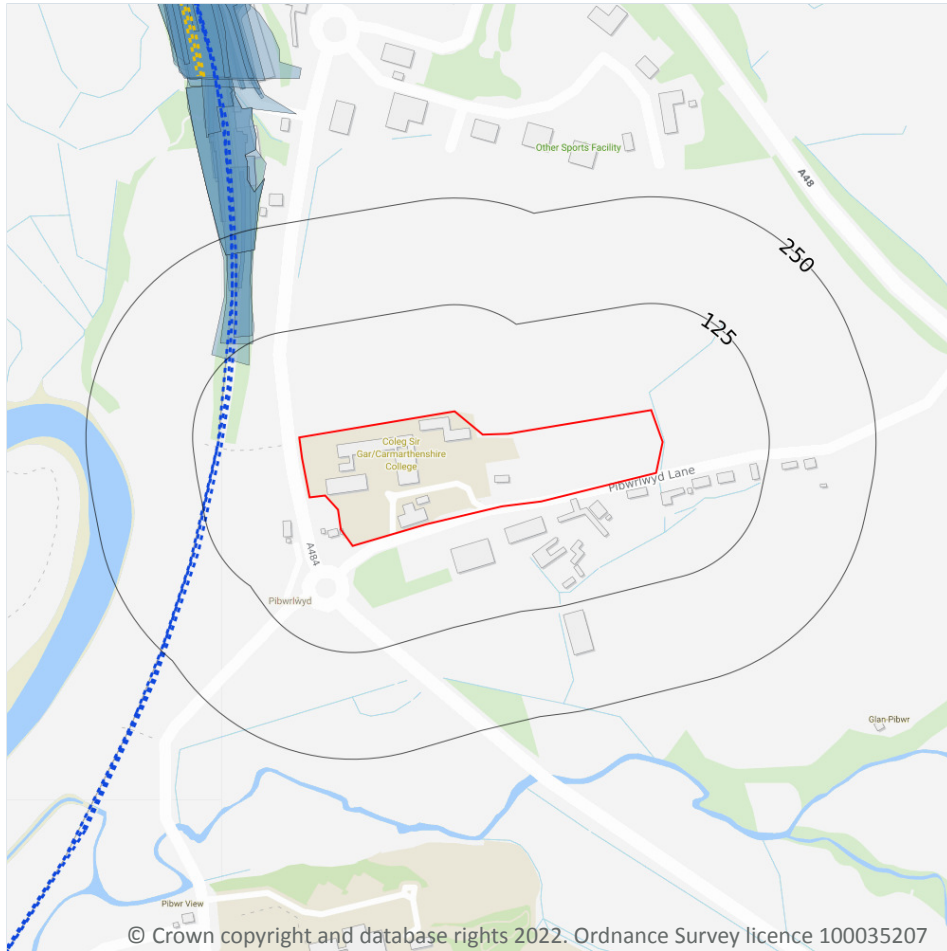 Other Sports Facility
A48
250
125
Coleg Sir
Gar/Carmarthenshire
College
Pibwrlwyd Lane
A484
Pibwrlŵyd
Glan-Pibwr
Pibwr View
© Crown copyright and database rights 2022. Ordnance Survey licence 100035207